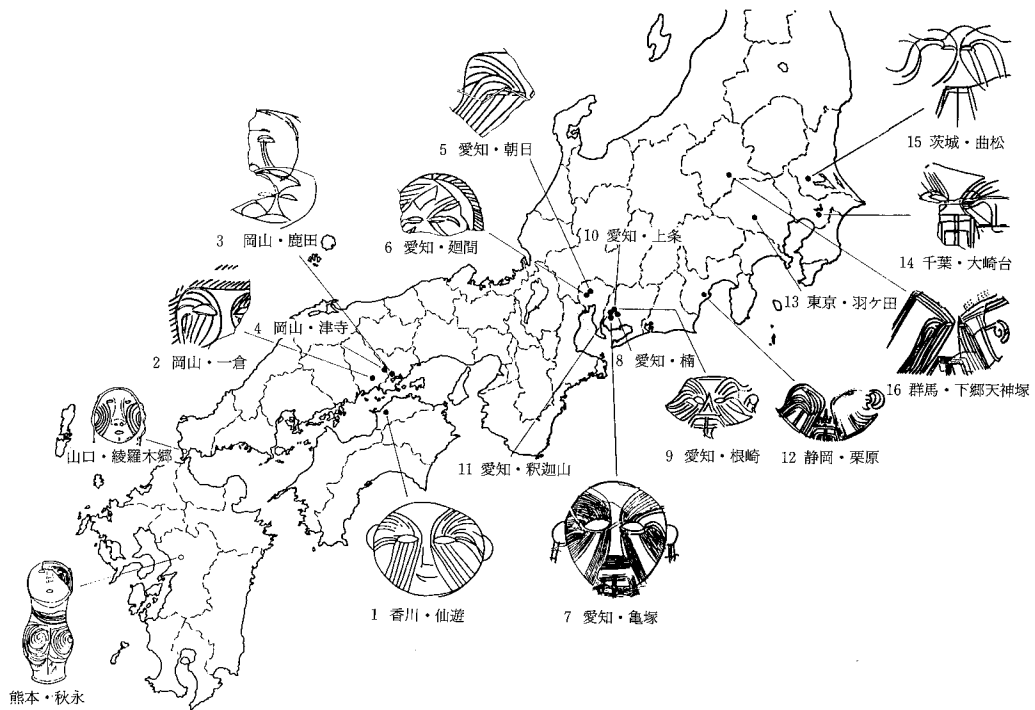 15 茨城・曲松
5 愛知・朝日
3 岡山・鹿田
6 愛知・廻間
10 愛知・上条
14 千葉・大崎台
13 東京・羽ケ田
4 岡山・津寺
2 岡山・一倉
8 愛知・楠
16 群馬・下郷天神塚
山口・綾羅木郷
11 愛知・釈迦山
9 愛知・根崎
12 静岡・栗原
1 香川・仙遊
7 愛知・亀塚
熊本・秋永